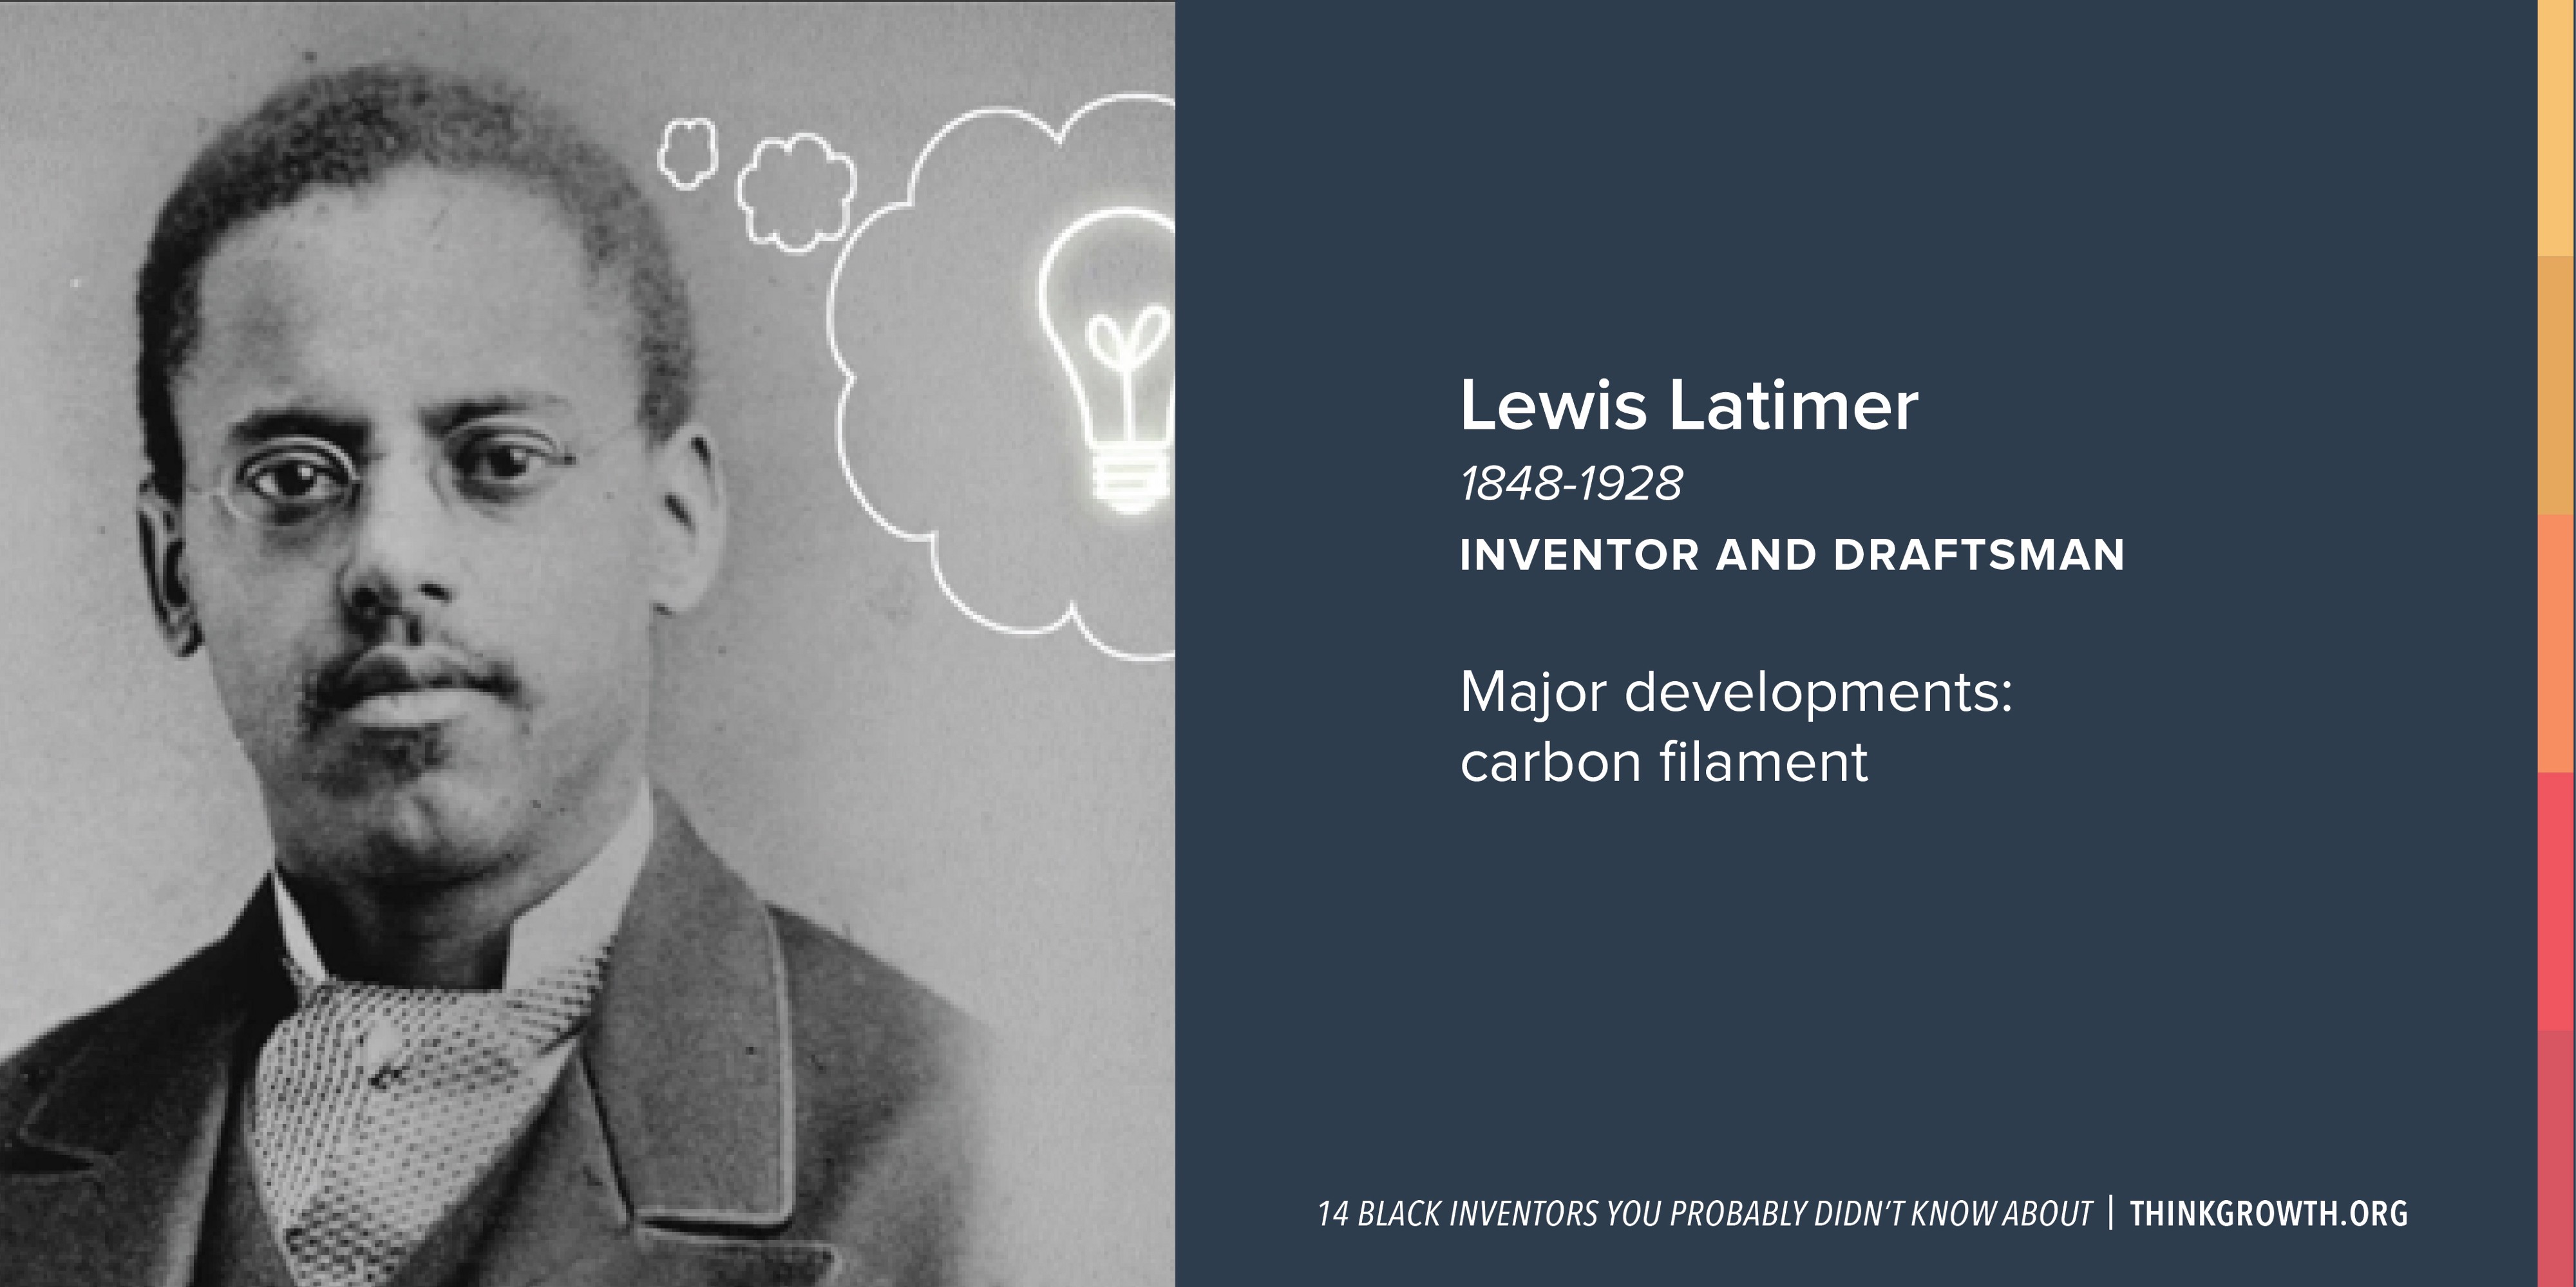 Lewis Latimer
1848-1928
INVENTOR AND DRAFTSMAN
Major developments:
carbon filament
14 BLACK INVENTORS YOU PROBABLY DIDN'T KNOW ABOUT | THINKGROWTH.ORG